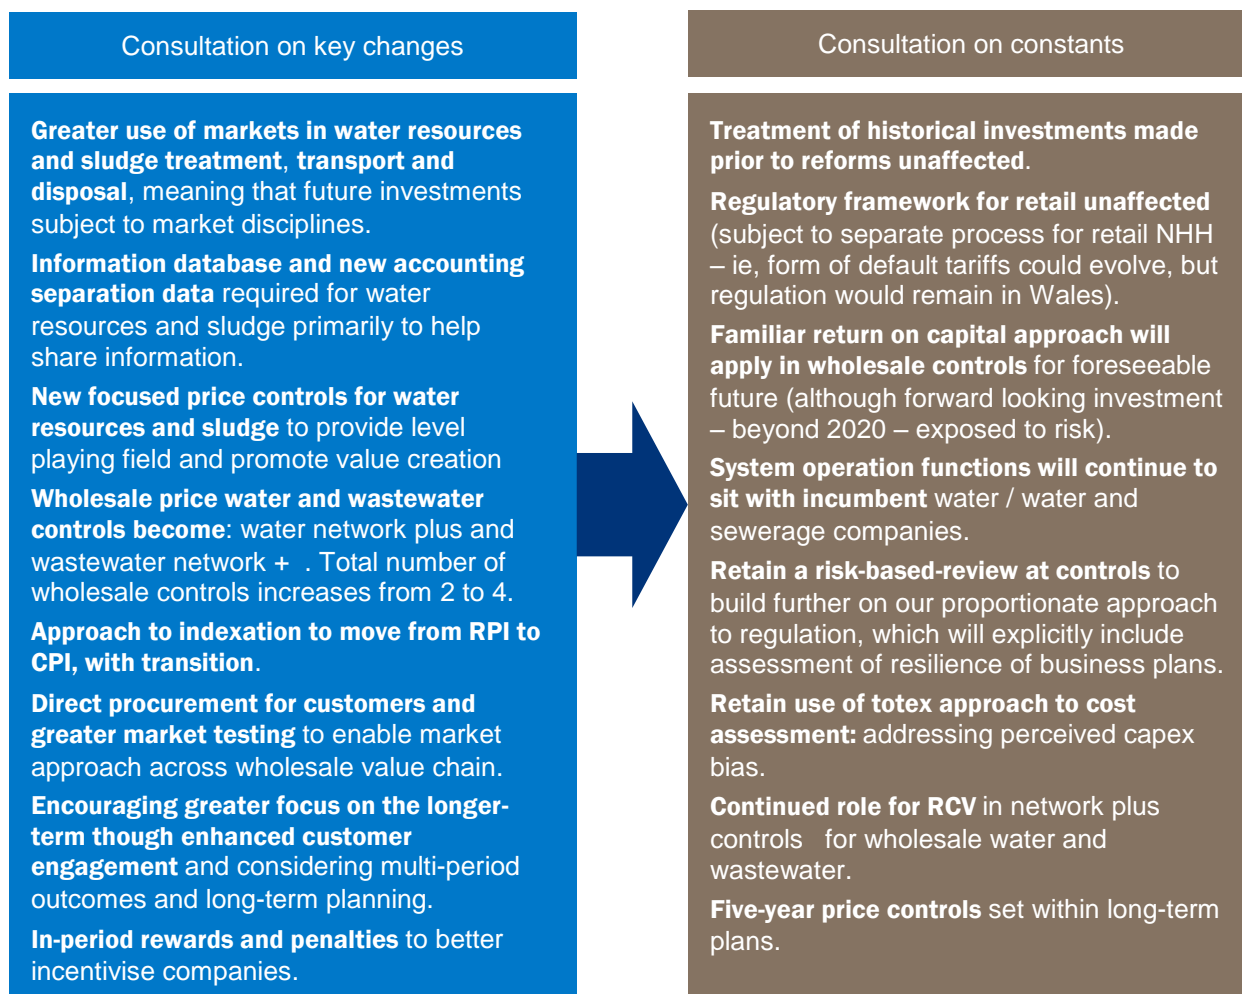 Consultation on key changes
Greater use of markets in water resources
and sludge treatment, transport and
disposal, meaning that future investments
subject to market disciplines.
Information database and new accounting
separation data required for water
resources and sludge primarily to help
share information.
New focused price controls for water
resources and sludge to provide level
playing field and promote value creation
Wholesale price water and wastewater
controls become: water network plus and
wastewater network + . Total number of
wholesale controls increases from 2 to 4.
Approach to indexation to move from RPI to
CPI, with transition.
Direct procurement for customers and
greater market testing to enable market
approach across wholesale value chain.
Encouraging greater focus on the longer-
term though enhanced customer
engagement and considering multi-period
outcomes and long-term planning.
In-period rewards and penalties to better
incentivise companies.
Consultation on constants
Treatment of historical investments made
prior to reforms unaffected.
Regulatory framework for retail unaffected
(subject to separate process for retail NHH
– ie, form of default tariffs could evolve, but
regulation would remain in Wales).
Familiar return on capital approach will
apply in wholesale controls for foreseeable
future (although forward looking investment
– beyond 2020 – exposed to risk).
System operation functions will continue to
sit with incumbent water / water and
sewerage companies.
Retain a risk-based-review at controls to
build further on our proportionate approach
to regulation, which will explicitly include
assessment of resilience of business plans.
Retain use of totex approach to cost
assessment: addressing perceived capex
bias.
Continued role for RCV in network plus
controls for wholesale water and
wastewater.
Five-year price controls set within long-term
plans.